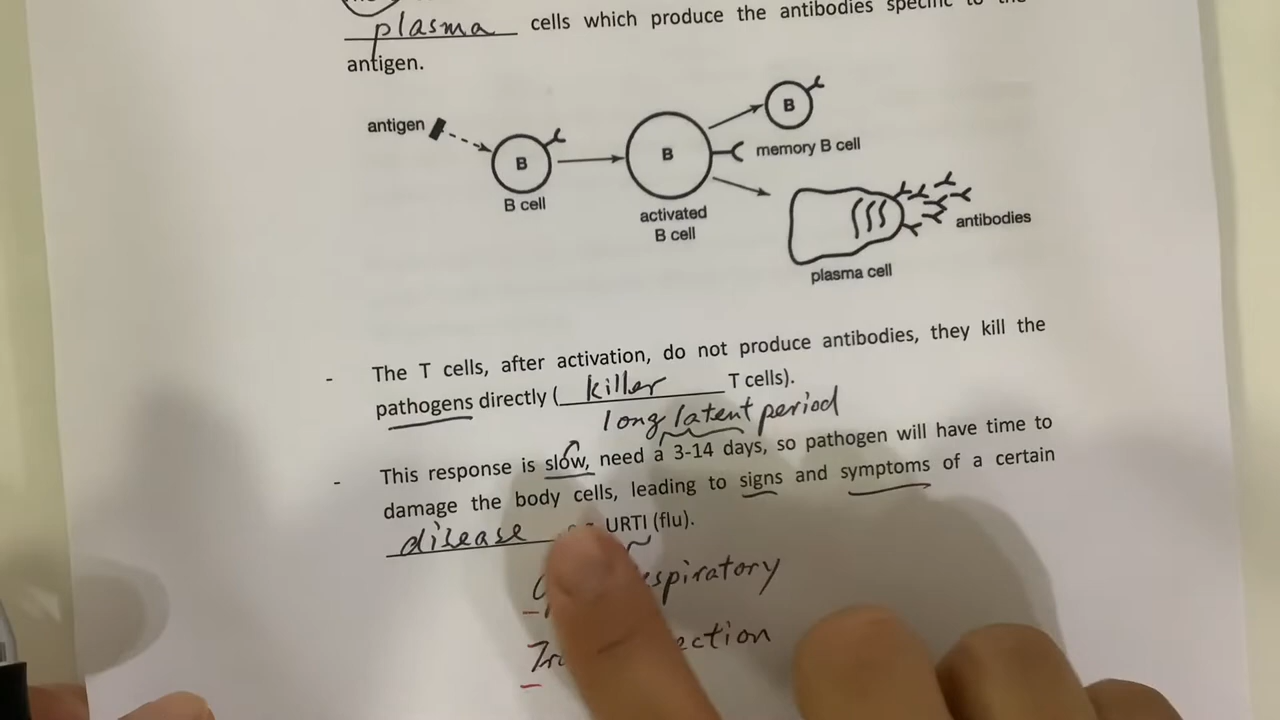 plasma cells which produce the antibodies specific to the
antigen.
antigen
B
B cell
B
activated
B cell
B
memory B cell
antibodies
plasma cell
- The T cells, after activation, do not produce antibodies, they kill the
pathogens directly ( killer T cells).
long latent period
- This response is slow, need a 3-14 days, so pathogen will have time to
damage the body cells, leading to signs and symptoms of a certain
disease URTI (flu).